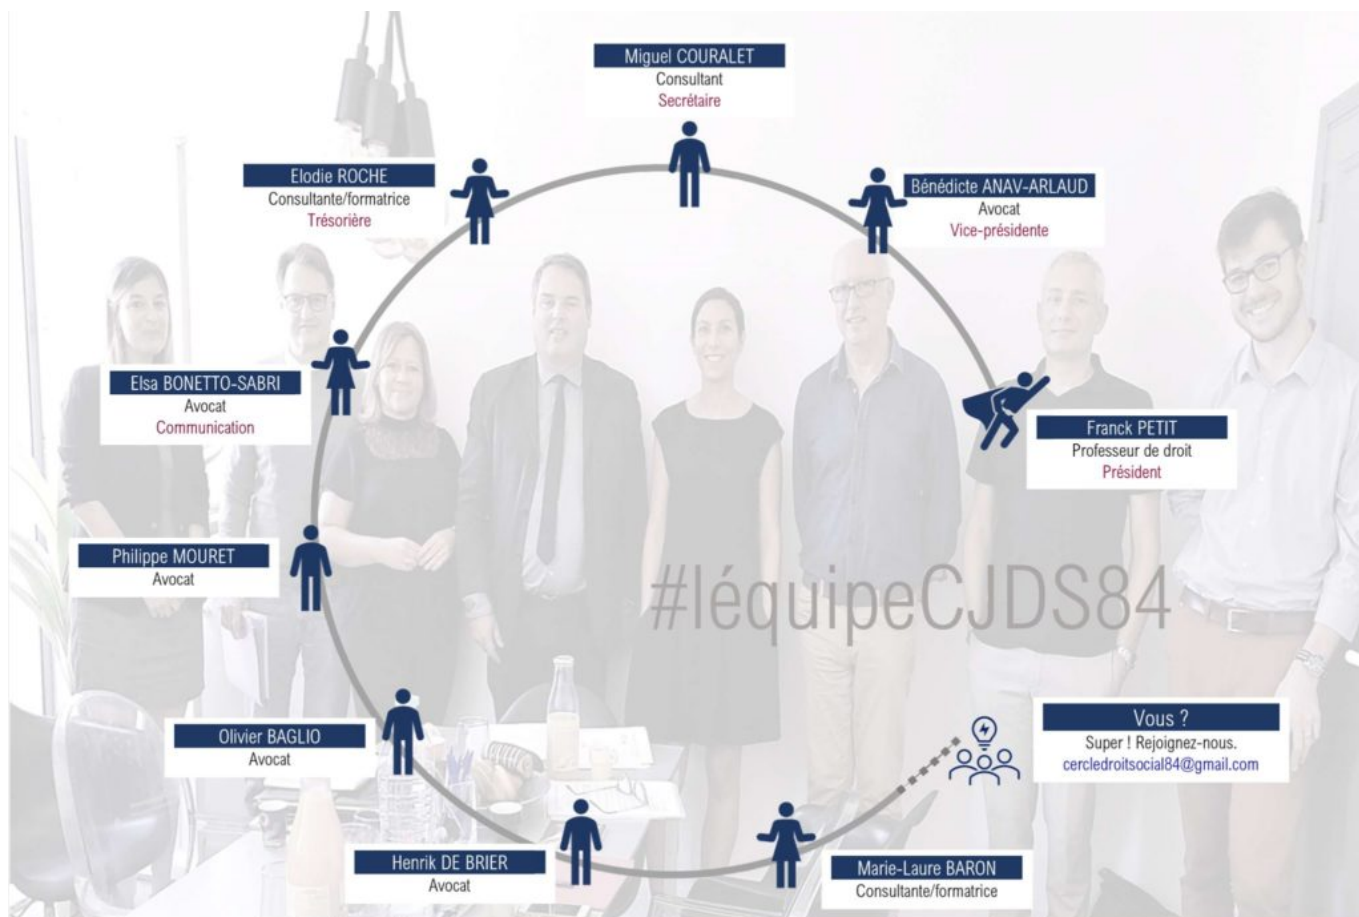 Miguel COURALET
Consultant
Secrétaire
Elodie ROCHE
Consultante/formatrice
Trésorière
Bénédicte ANAV-ARLAUD
Avocat
Vice-présidente
Elsa BONETTO-SABRI
Avocat
Communication
Franck PETIT
Professeur de droit
Président
Philippe MOURET
Avocat
#léquipeCJDS84
Olivier BAGLIO
Avocat
Vous ?
Super ! Rejoignez-nous.
cercledroitsocial84@gmail.com
Henrik DE BRIER
Avocat
Marie-Laure BARON
Consultante/formatrice